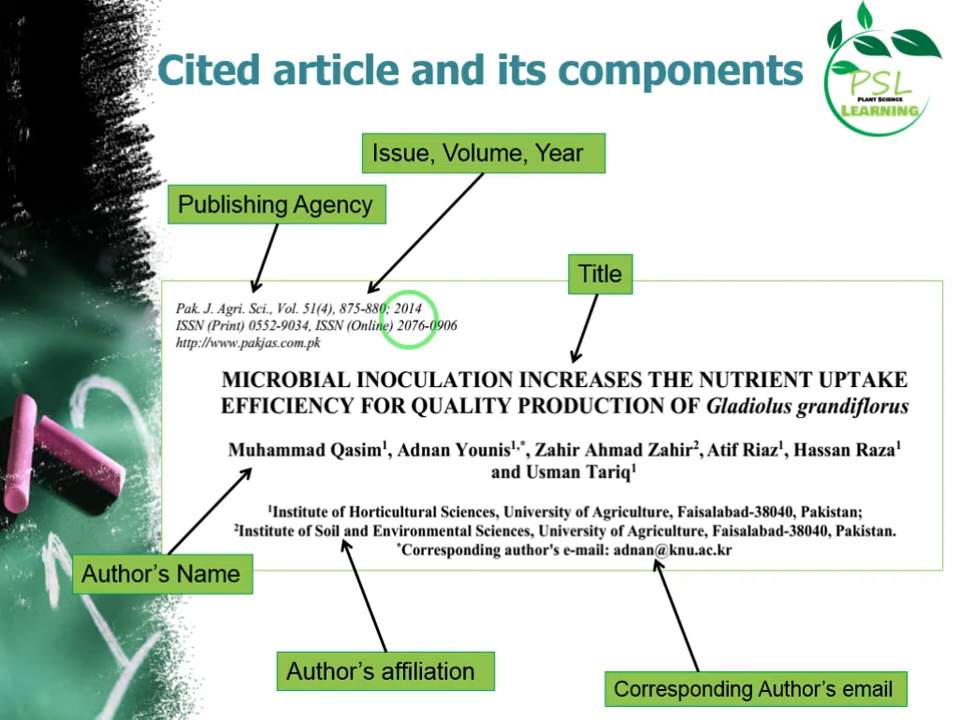 Cited article and its components
PSL
PLANT SCIENCE
LEARNING
Issue, Volume, Year
Publishing Agency
Title
Pak. J. Agri. Sci., Vol. 51(4), 875-880; 2014
ISSN (Print) 0552-9034, ISSN (Online) 2076-0906
http://www.pakjas.com.pk
MICROBIAL INOCULATION INCREASES THE NUTRIENT UPTAKE
EFFICIENCY FOR QUALITY PRODUCTION OF Gladiolus grandiflorus
Muhammad Qasim¹, Adnan Younis¹,*, Zahir Ahmad Zahir², Atif Riaz¹, Hassan Raza¹
and Usman Tariq¹
¹Institute of Horticultural Sciences, University of Agriculture, Faisalabad-38040, Pakistan;
²Institute of Soil and Environmental Sciences, University of Agriculture, Faisalabad-38040, Pakistan.
*Corresponding author's e-mail: adnan@knu.ac.kr
Author's Name
Author's affiliation
Corresponding Author's email